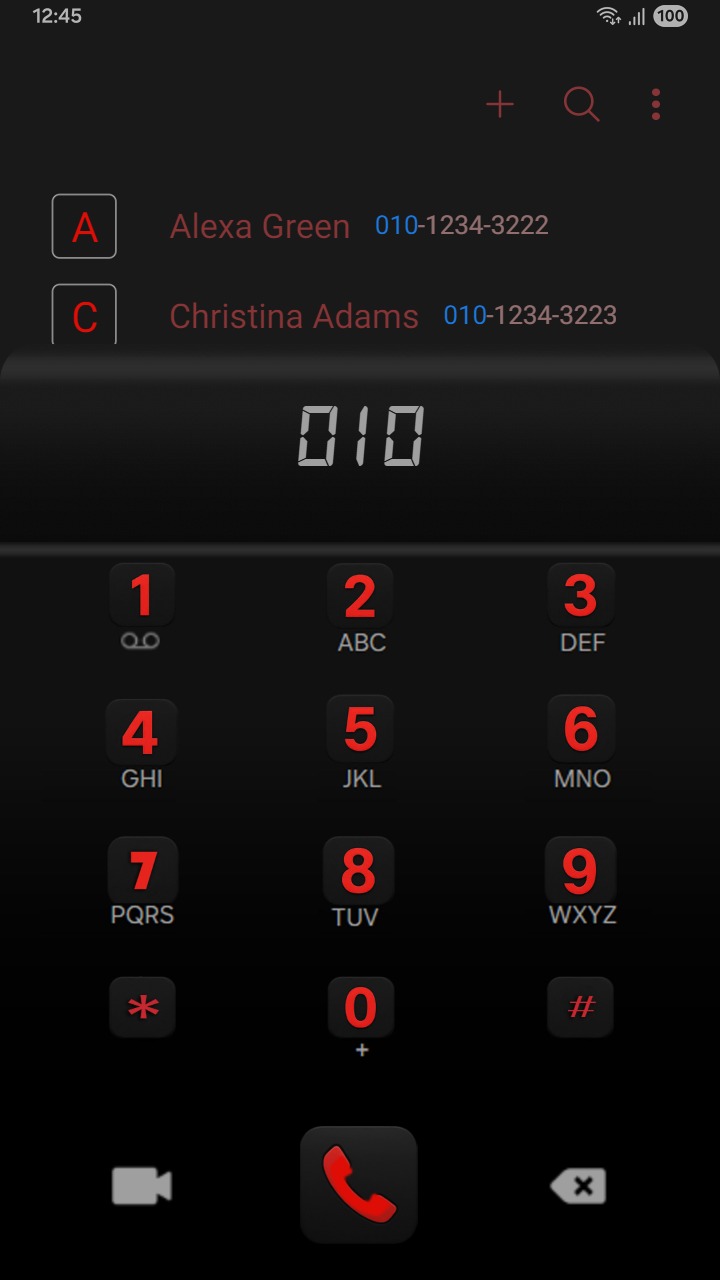 12:45 100
A Alexa Green 010-1234-3222
C Christina Adams 010-1234-3223
010
1 2 3
ABC DEF
4 5 6
GHI JKL MNO
7 8 9
PQRS TUV WXYZ
* 0 #
+